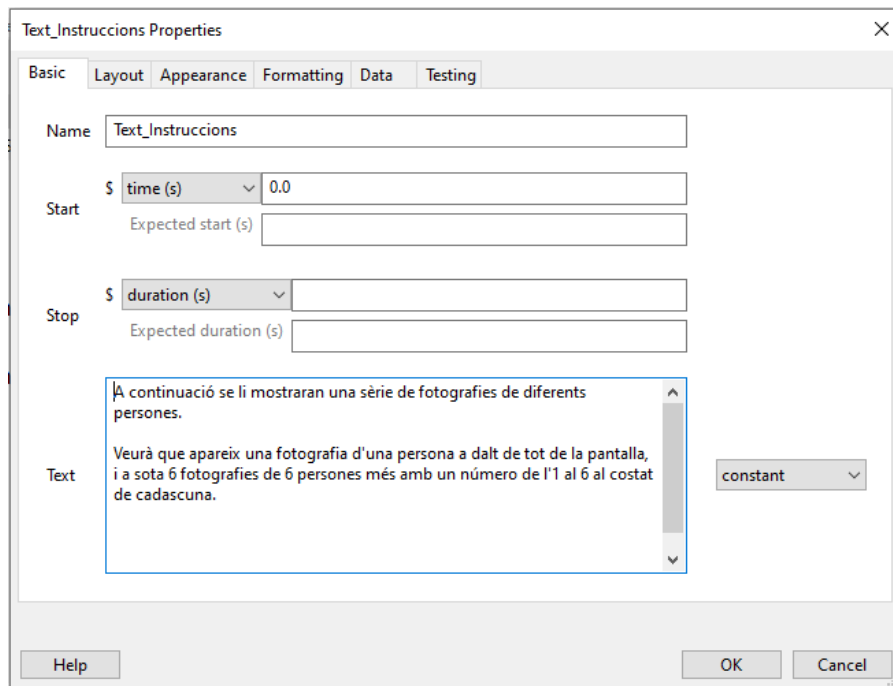 Text_Instruccions Properties
Basic Layout Appearance Formatting Data Testing
Name Text_Instruccions
Start $ time (s) 0.0
Expected start (s)
Stop $ duration (s)
Expected duration (s)
Text
A continuació se li mostraran una sèrie de fotografies de diferents
persones.
Veurà que apareix una fotografia d'una persona a dalt de tot de la pantalla,
i a sota 6 fotografies de 6 persones més amb un número de l'1 al 6 al costat
de cadascuna.
constant
Help OK Cancel